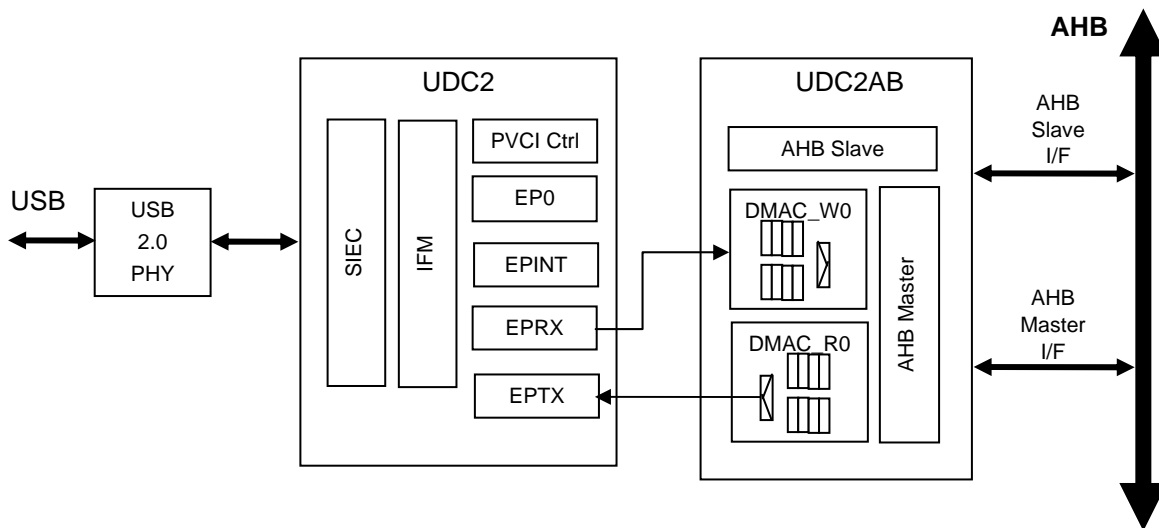 AHB
UDC2
UDC2AB
USB
USB
2.0
PHY
SIEC
IFM
PVCI Ctrl
EP0
EPINT
EPRX
EPTX
AHB Slave
DMAC_W0
DMAC_R0
AHB Master
AHB
Slave
I/F
AHB
Master
I/F